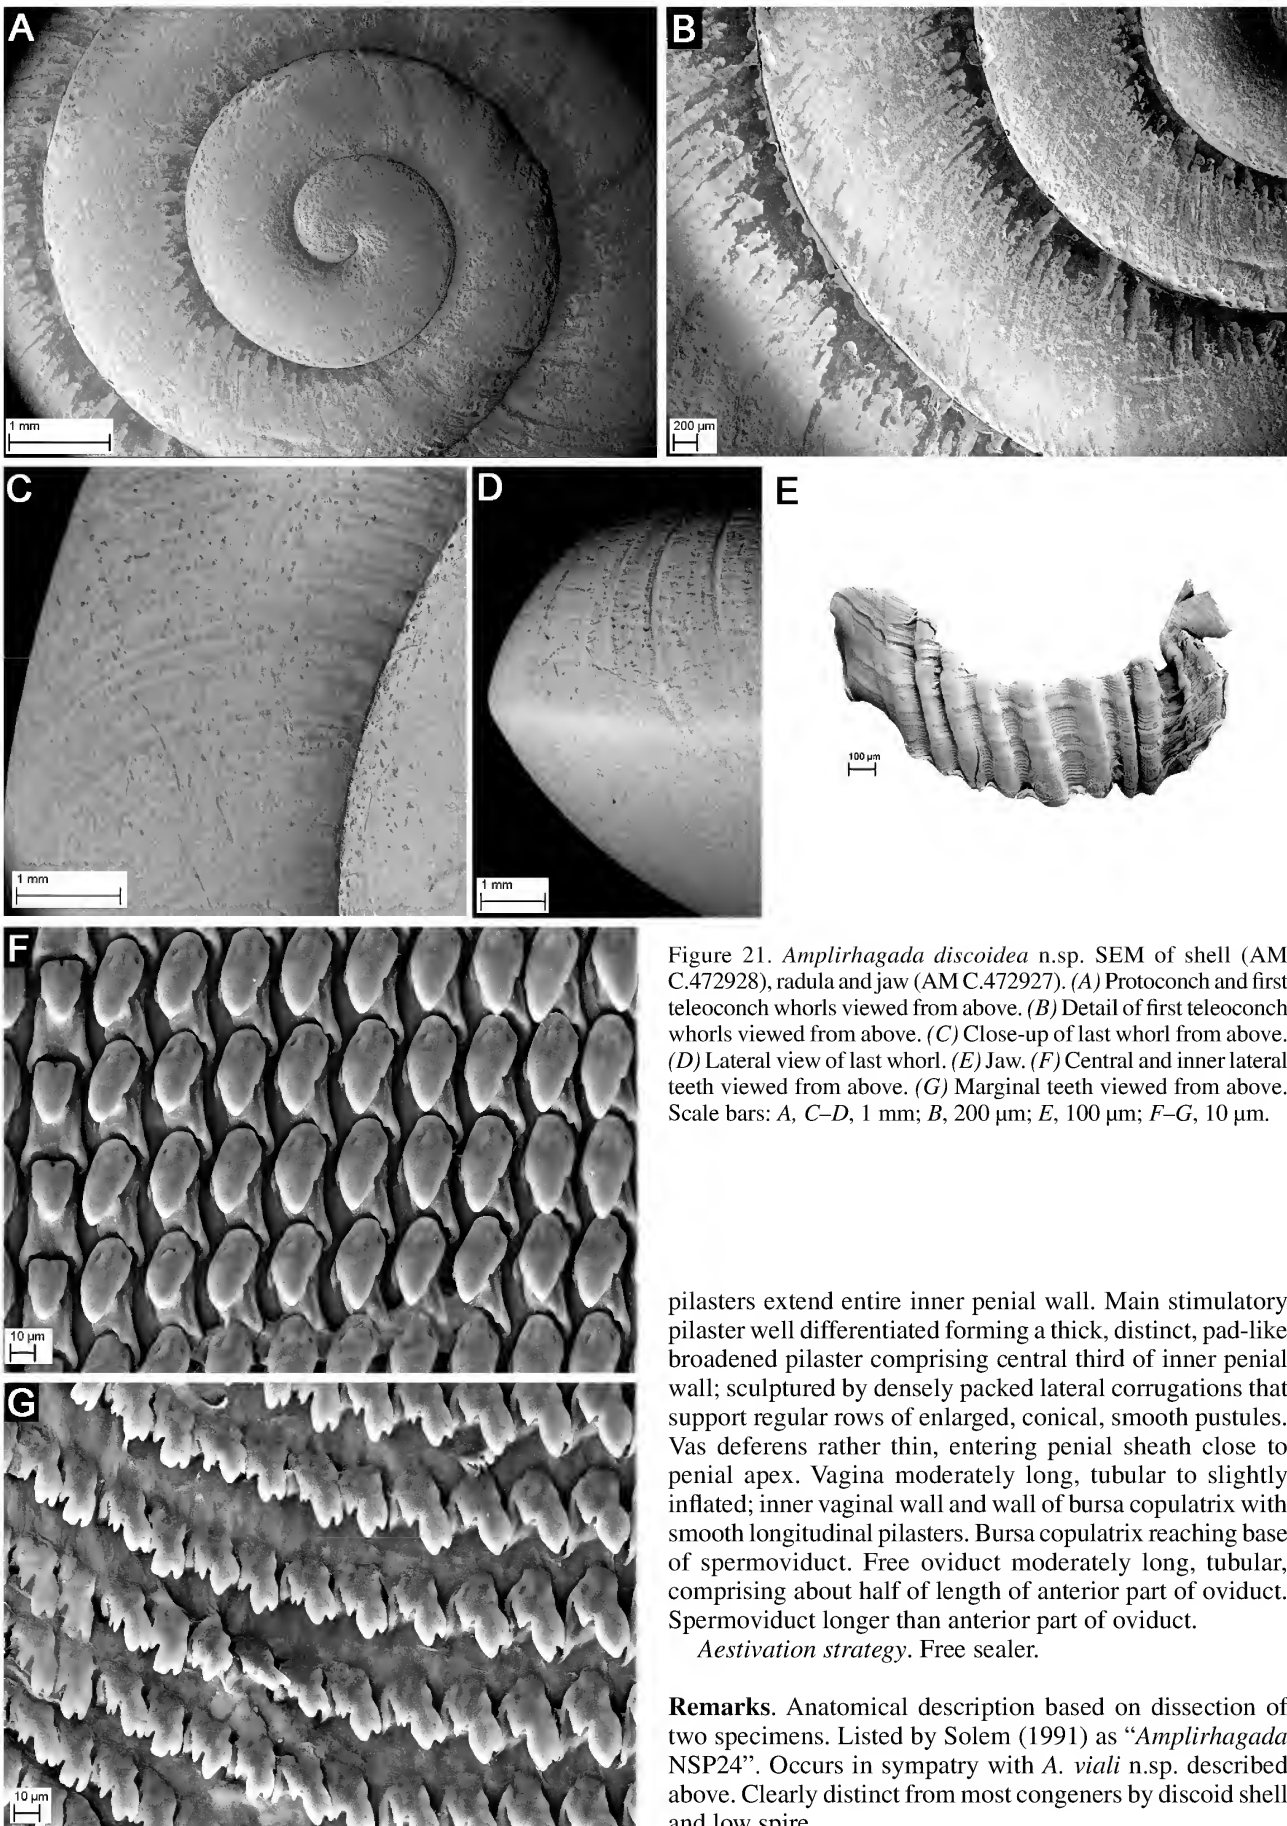 A
B
1 mm
200 µm
C
D
E
1 mm
1 mm
100 µm
F
10 µm
G
10 µm
Figure 21. Amplirhagada discoidea n.sp. SEM of shell (AM
C.472928), radula and jaw (AM C.472927). (A) Protoconch and first
teleoconch whorls viewed from above. (B) Detail of first teleoconch
whorls viewed from above. (C) Close-up of last whorl from above.
(D) Lateral view of last whorl. (E) Jaw. (F) Central and inner lateral
teeth viewed from above. (G) Marginal teeth viewed from above.
Scale bars: A, C–D, 1 mm; B, 200 µm; E, 100 µm; F–G, 10 µm.
pilasters extend entire inner penial wall. Main stimulatory
pilaster well differentiated forming a thick, distinct, pad-like
broadened pilaster comprising central third of inner penial
wall; sculptured by densely packed lateral corrugations that
support regular rows of enlarged, conical, smooth pustules.
Vas deferens rather thin, entering penial sheath close to
penial apex. Vagina moderately long, tubular to slightly
inflated; inner vaginal wall and wall of bursa copulatrix with
smooth longitudinal pilasters. Bursa copulatrix reaching base
of spermoviduct. Free oviduct moderately long, tubular,
comprising about half of length of anterior part of oviduct.
Spermoviduct longer than anterior part of oviduct.
Aestivation strategy. Free sealer.
Remarks. Anatomical description based on dissection of
two specimens. Listed by Solem (1991) as “Amplirhagada
NSP24”. Occurs in sympatry with A. viali n.sp. described
above. Clearly distinct from most congeners by discoid shell
and low spire.